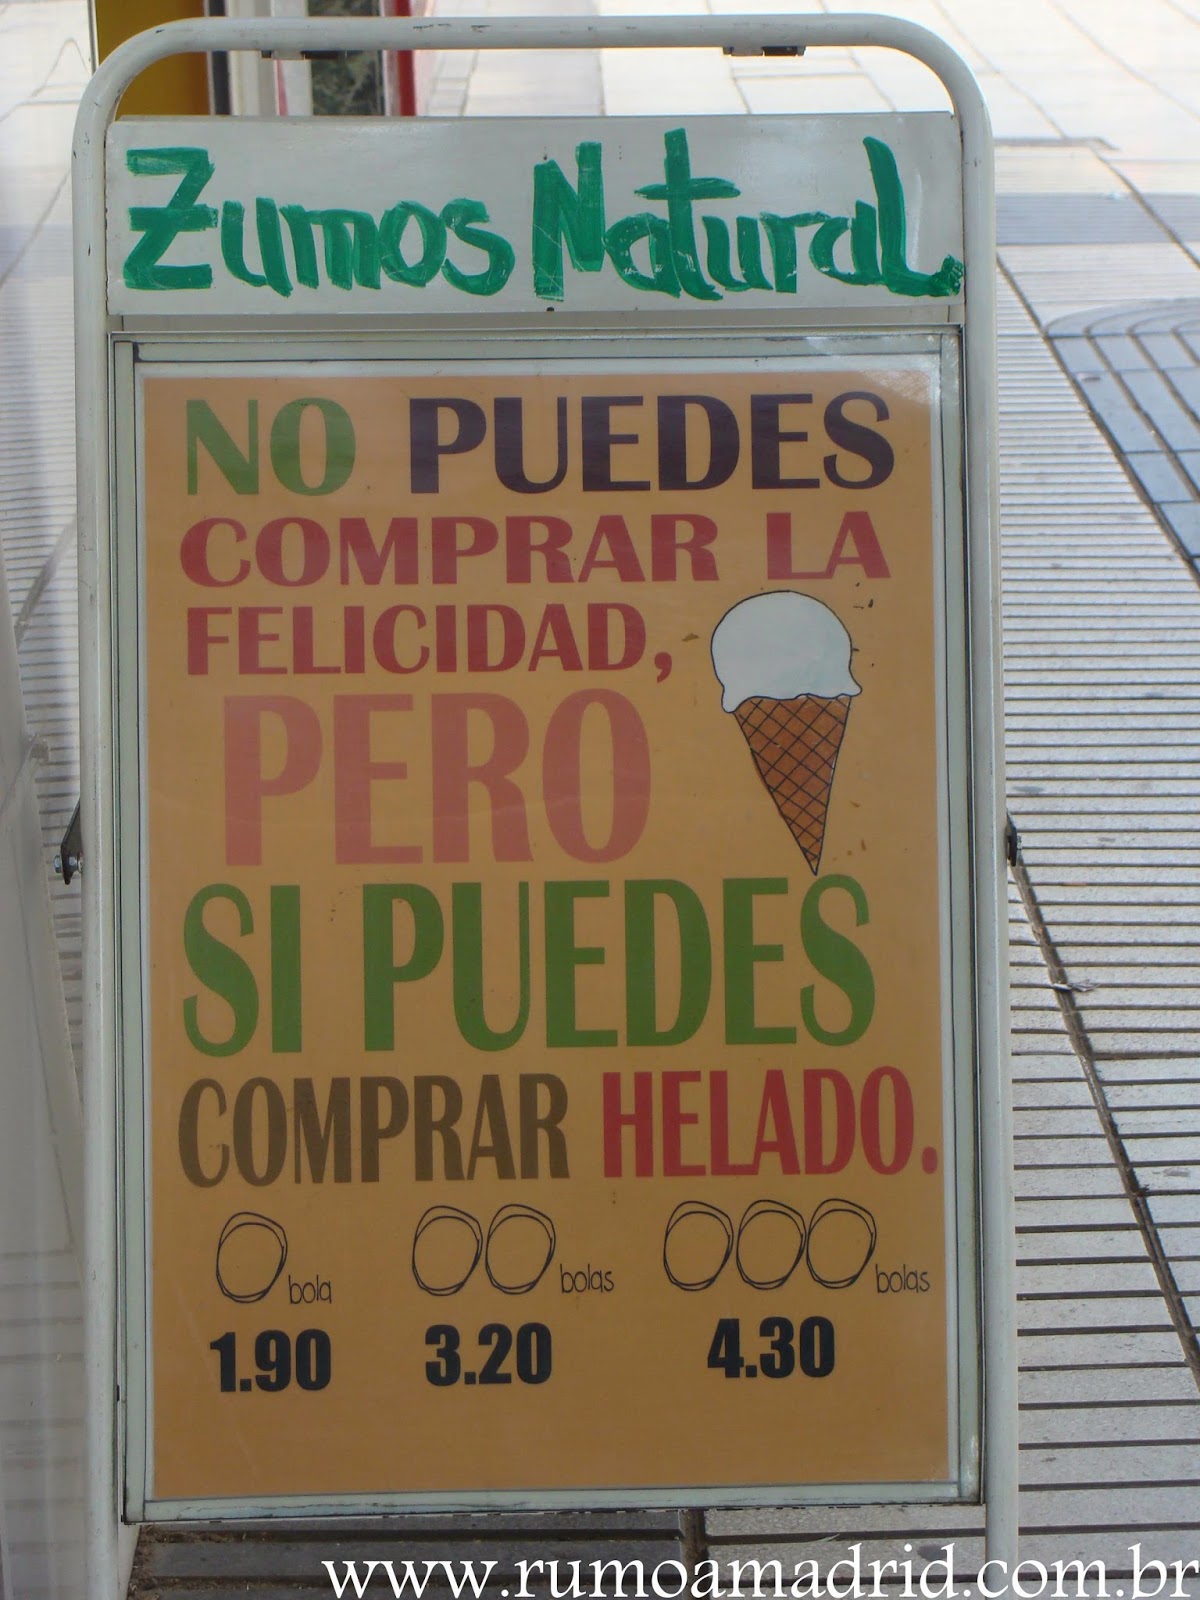 Zumos Natural.
NO PUEDES
COMPRAR LA
FELICIDAD,
PERO
SI PUEDES
COMPRAR HELADO.
bola bolas bolas
1.90 3.20 4.30
www.rumoamadrid.com.br